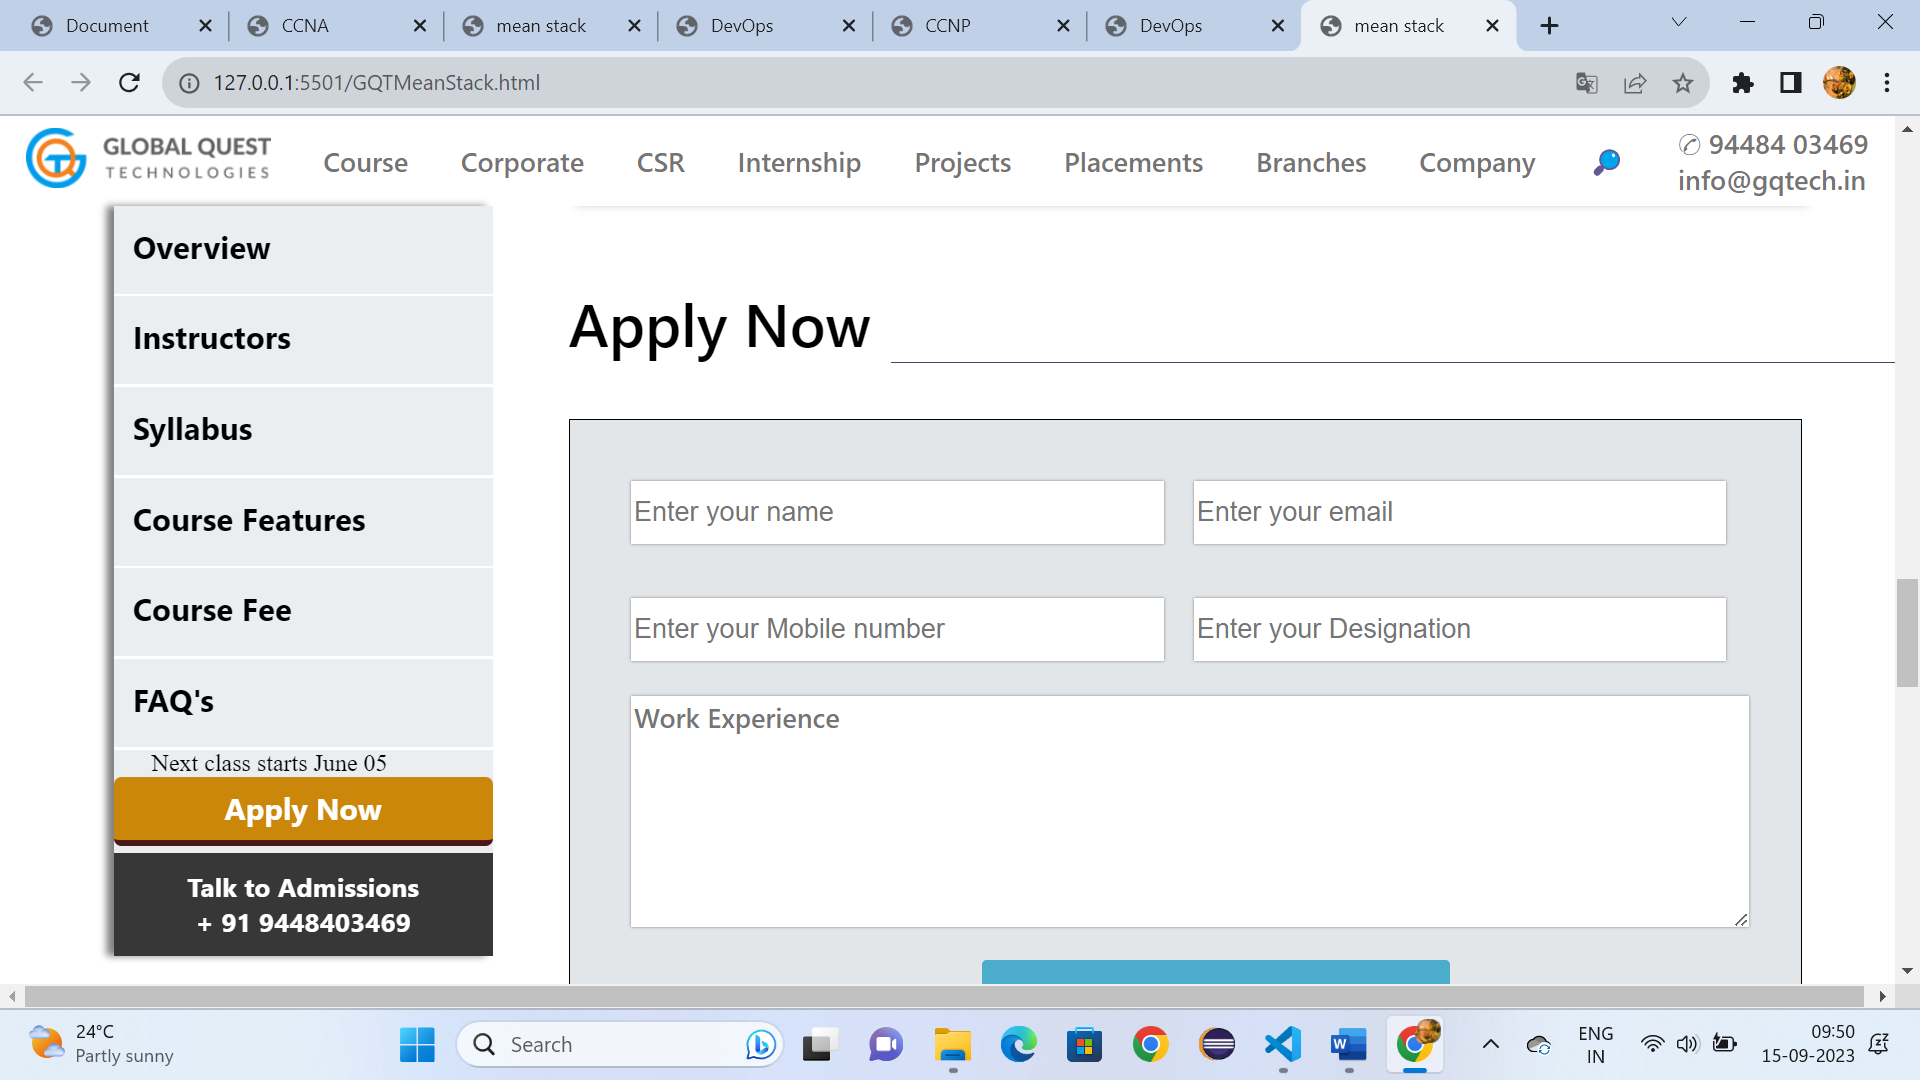 Document
CCNA
mean stack
DevOps
CCNP
DevOps
mean stack
127.0.0.1:5501/GQTMeanStack.html
GLOBAL QUEST
TECHNOLOGIES
Course
Corporate
CSR
Internship
Projects
Placements
Branches
Company
✆ 94484 03469
info@gqtech.in
Overview
Instructors
Syllabus
Course Features
Course Fee
FAQ's
Next class starts June 05
Apply Now
Talk to Admissions
+ 91 9448403469
Apply Now
Enter your name
Enter your email
Enter your Mobile number
Enter your Designation
Work Experience
24°C
Partly sunny
Search
ENG
IN
09:50
15-09-2023